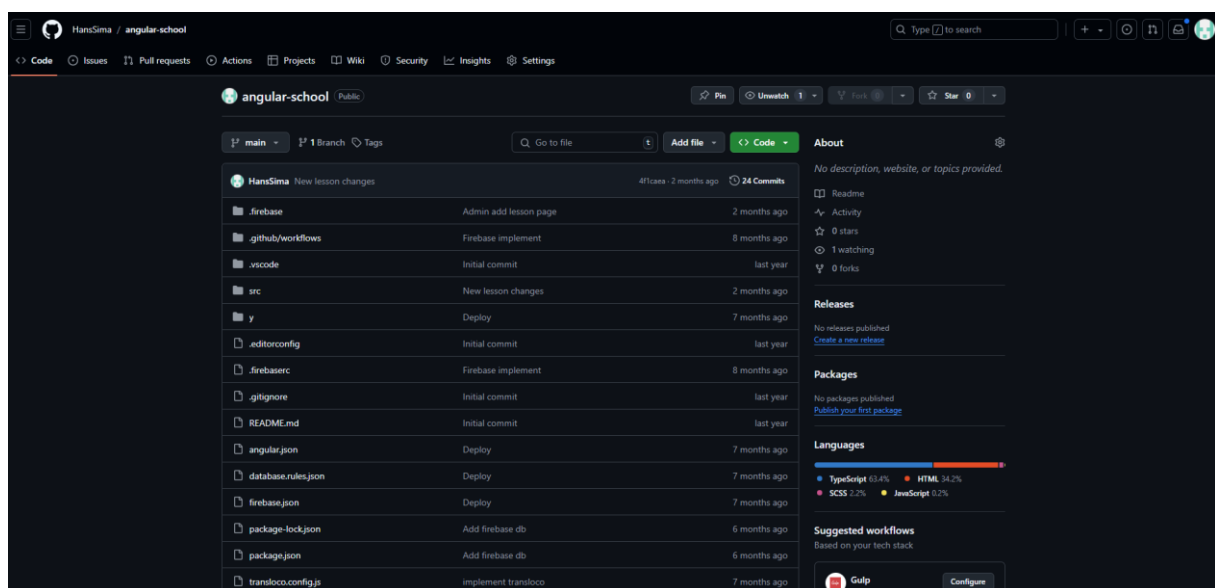 HansSima / angular-school
Type / to search
Code Issues Pull requests Actions Projects Wiki Security Insights Settings
angular-school Public
Pin Unwatch 1 Fork 0 Star 0
main 1 Branch Tags Go to file t Add file Code
HansSima New lesson changes 4f1caea · 2 months ago 24 Commits
.firebase Admin add lesson page 2 months ago
.github/workflows Firebase implement 8 months ago
.vscode Initial commit last year
src New lesson changes 2 months ago
y Deploy 7 months ago
.editorconfig Initial commit last year
.firebaserc Firebase implement 8 months ago
.gitignore Initial commit last year
README.md Initial commit last year
angular.json Deploy 7 months ago
database.rules.json Deploy 7 months ago
firebase.json Deploy 7 months ago
package-lock.json Add firebase db 6 months ago
package.json Add firebase db 6 months ago
transloco.config.js implement transloco 7 months ago
About
No description, website, or topics provided.
Readme
Activity
0 stars
1 watching
0 forks
Releases
No releases published
Create a new release
Packages
No packages published
Publish your first package
Languages
TypeScript 63.4% HTML 34.2%
SCSS 2.2% JavaScript 0.2%
Suggested workflows
Based on your tech stack
Gulp Configure